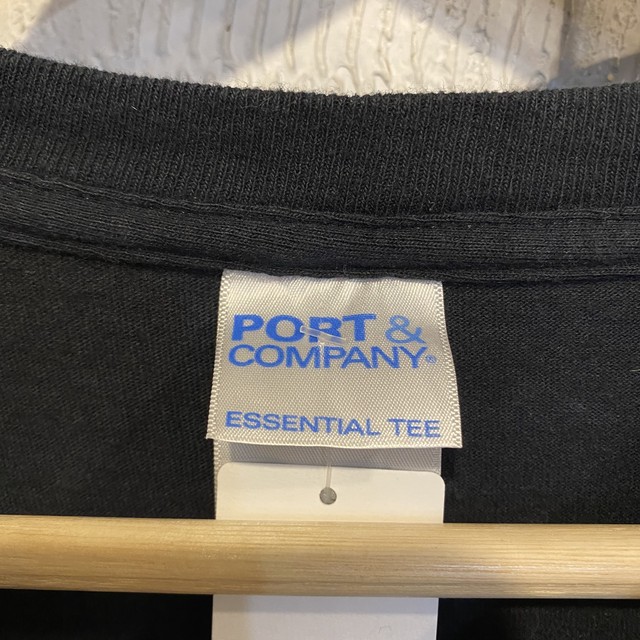 PORT &
COMPANY®
ESSENTIAL TEE